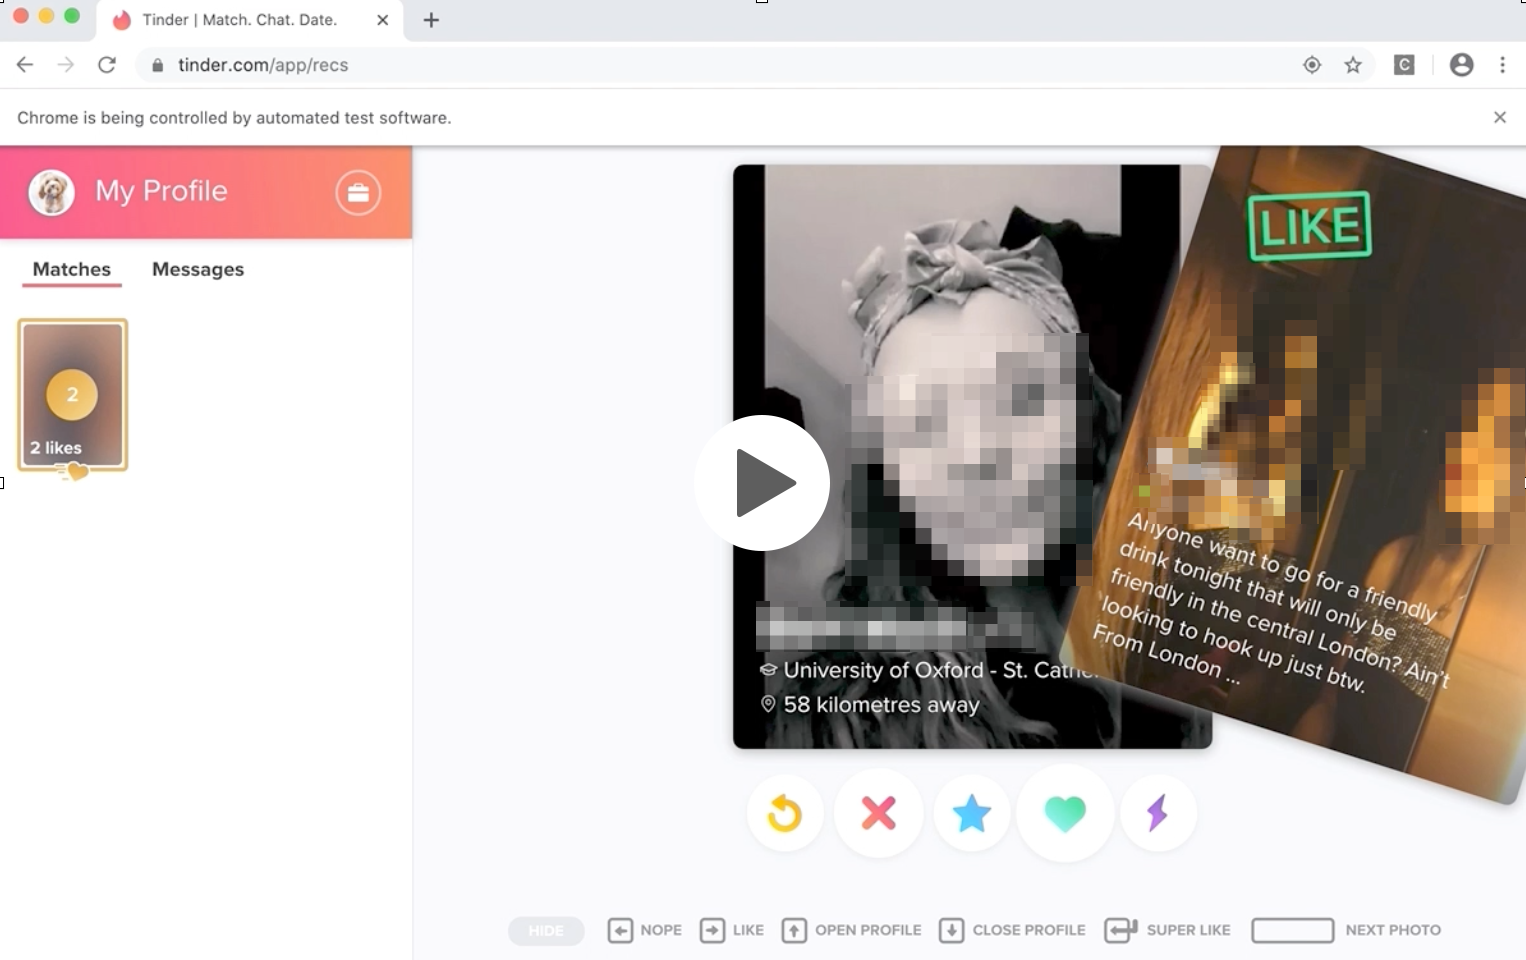 Tinder | Match. Chat. Date.
tinder.com/app/recs
C
Chrome is being controlled by automated test software.
My Profile
Matches
Messages
2
2 likes
LIKE
Anyone want to go for a friendly
drink tonight that will only be
friendly in the central London? Ain't
looking to hook up just btw.
From London ...
University of Oxford - St.
58 kilometres away
HIDE
NOPE
LIKE
OPEN PROFILE
CLOSE PROFILE
SUPER LIKE
NEXT PHOTO